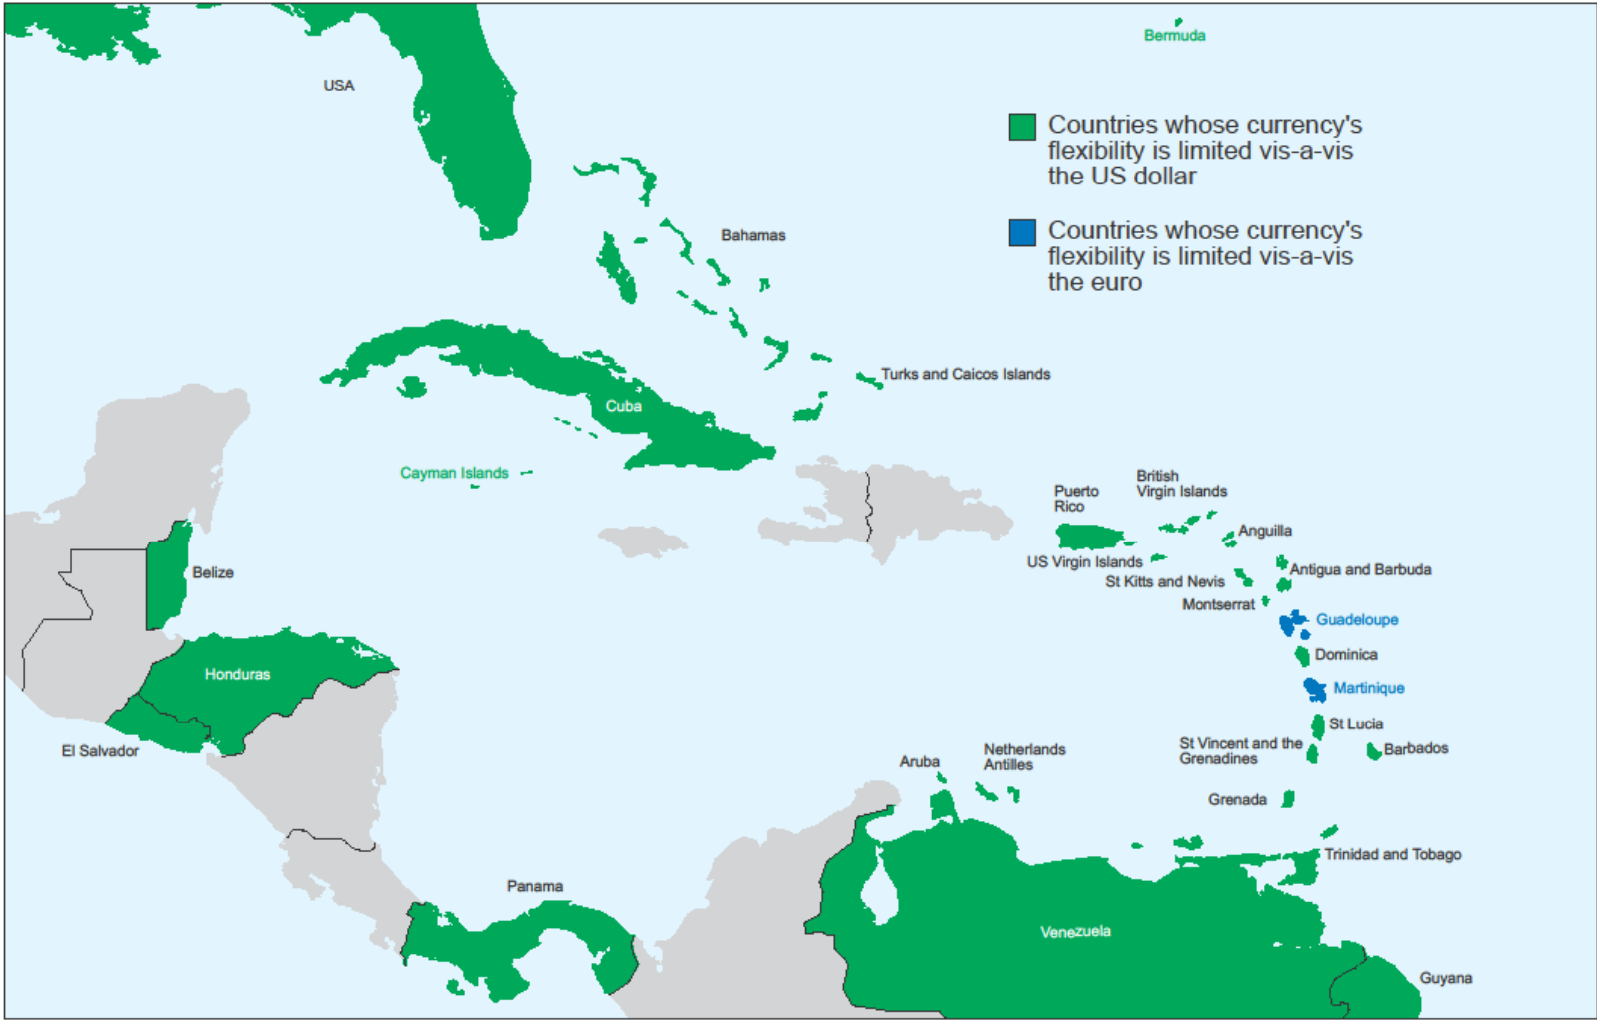 Bermuda
USA
Countries whose currency's
flexibility is limited vis-a-vis
the US dollar
Countries whose currency's
flexibility is limited vis-a-vis
the euro
Bahamas
Turks and Caicos Islands
Cuba
Cayman Islands
British
Virgin Islands
Puerto
Rico
Anguilla
US Virgin Islands
Antigua and Barbuda
Belize
St Kitts and Nevis
Montserrat
Guadeloupe
Dominica
Honduras
Martinique
St Lucia
St Vincent and the
Grenadines
Barbados
El Salvador
Netherlands
Antilles
Aruba
Grenada
Trinidad and Tobago
Panama
Venezuela
Guyana